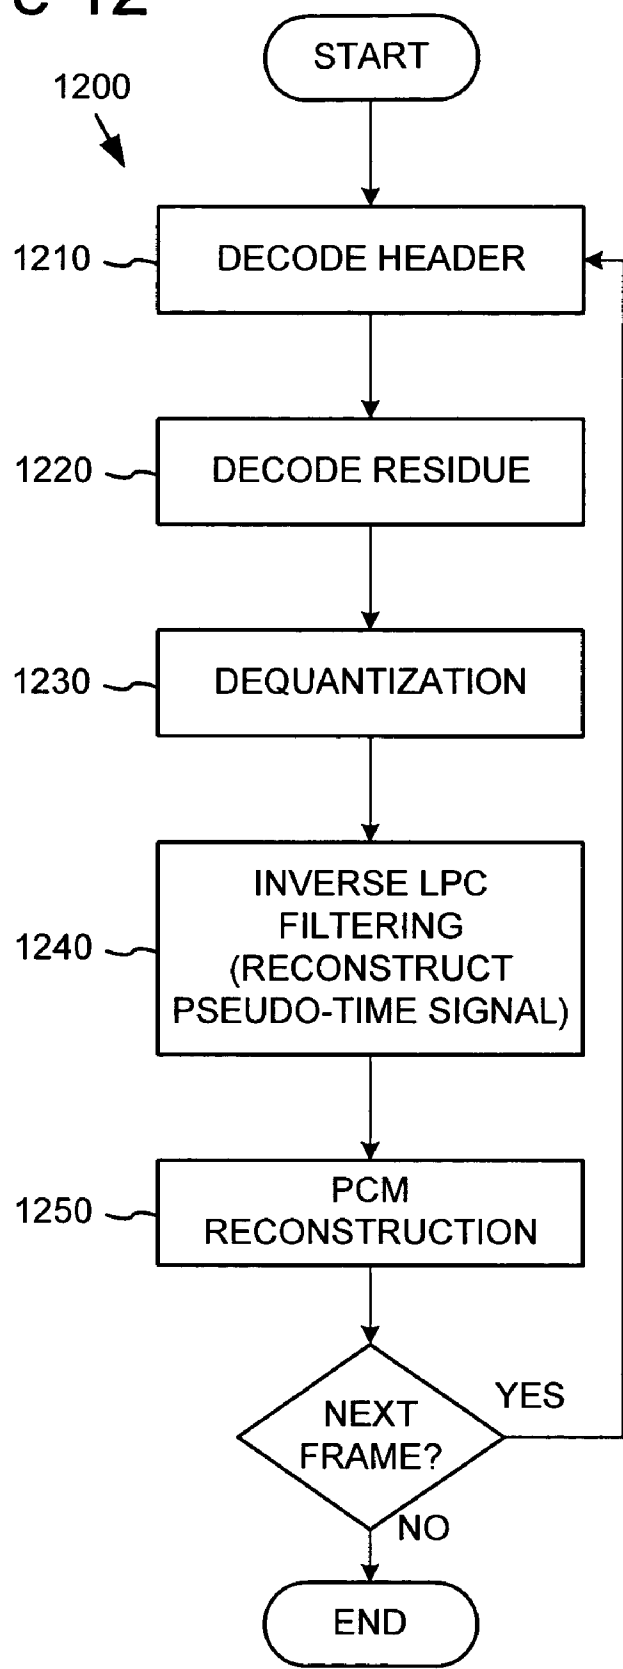 12
START
1200
1210
DECODE HEADER
1220
DECODE RESIDUE
1230
DEQUANTIZATION
1240
INVERSE LPC
FILTERING
(RECONSTRUCT
PSEUDO-TIME SIGNAL)
1250
PCM
RECONSTRUCTION
NEXT
FRAME?
YES
NO
END